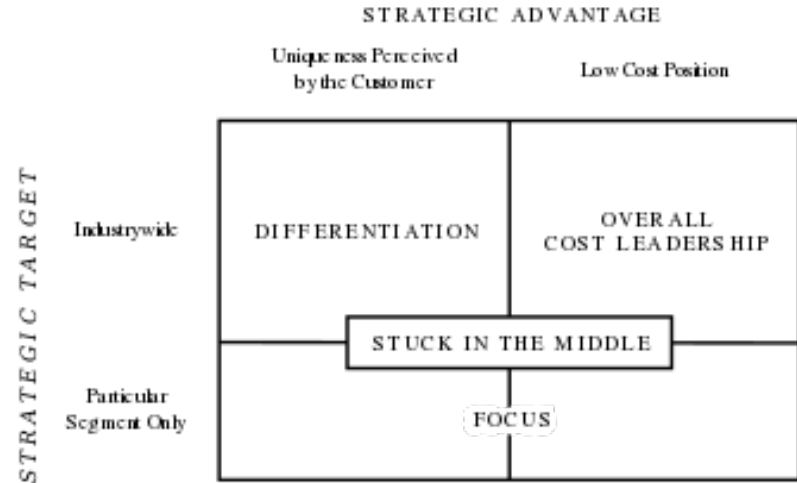 STRATEGIC ADVANTAGE
Uniqueness Perceived
by the Customer
Low Cost Position
STRATEGIC TARGET
Industrywide
DIFFERENTIATION
OVERALL
COST LEADERSHIP
STUCK IN THE MIDDLE
Particular
Segment Only
FOCUS